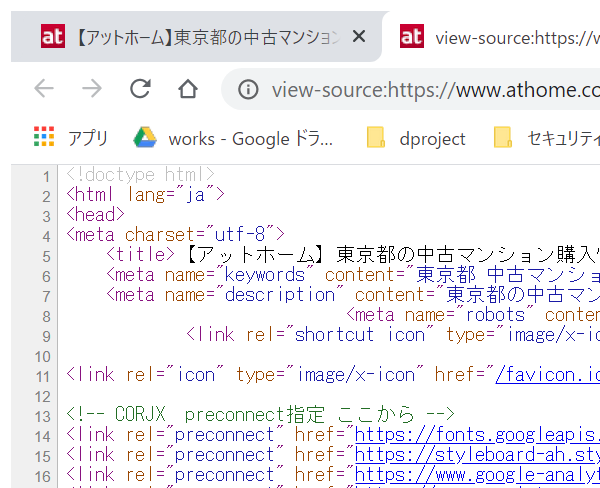 at 【アットホーム】東京都の中古マンション ×
at view-source:https://w
view-source:https://www.athome.co
アプリ works - Google ドラ... dproject セキュリティ
1 <!doctype html>
2 <html lang="ja">
3 <head>
4 <meta charset="utf-8">
5 <title>【アットホーム】東京都の中古マンション購入
6 <meta name="keywords" content="東京都 中古マンショ
7 <meta name="description" content="東京都の中古マン
8 <meta name="robots" conten
9 <link rel="shortcut icon" type="image/x-ic
10
11 <link rel="icon" type="image/x-icon" href="/favicon.ic
12
13 <!-- CORJX preconnect指定 ここから -->
14 <link rel="preconnect" href="https://fonts.googleapis.
15 <link rel="preconnect" href="https://styleboard-ah.sty
16 <link rel="preconnect" href="https://www.google-analyt